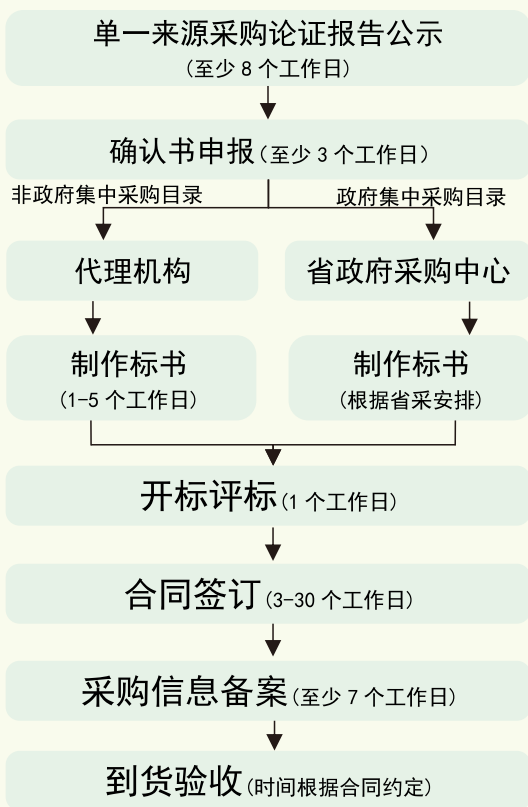 单一来源采购论证报告公示
(至少 8 个工作日)
确认书申报(至少 3 个工作日)
非政府集中采购目录
政府集中采购目录
代理机构
省政府采购中心
制作标书
(1-5 个工作日)
制作标书
(根据省采安排)
开标评标(1 个工作日)
合同签订(3-30 个工作日)
采购信息备案(至少 7 个工作日)
到货验收(时间根据合同约定)